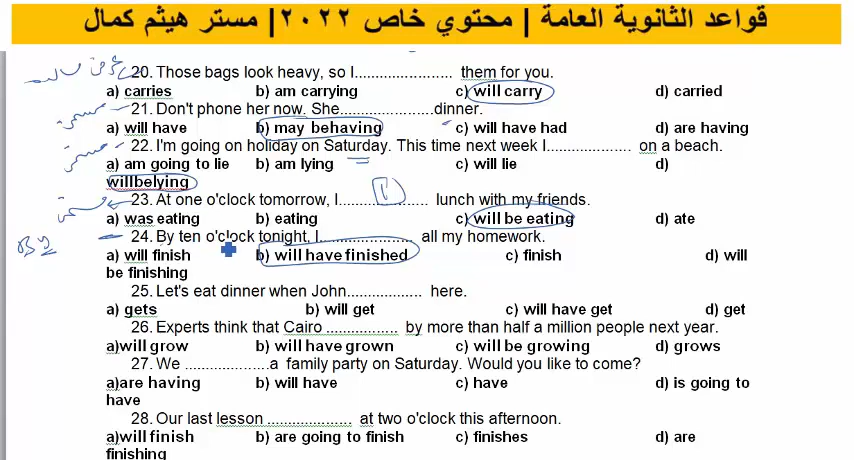 قواعد الثانوية العامة | محتوي خاص ٢٠٢٢ | مستر هيثم كمال
20. Those bags look heavy, so I....................... them for you.
a) carries b) am carrying c) will carry d) carried
21. Don't phone her now. She......................dinner.
a) will have b) may behaving c) will have had d) are having
22. I'm going on holiday on Saturday. This time next week I.................... on a beach.
a) am going to lie b) am lying c) will lie d)
willbelying
23. At one o'clock tomorrow, I.................... lunch with my friends.
a) was eating b) eating c) will be eating d) ate
By
24. By ten o'clock tonight, I...................... all my homework.
a) will finish b) will have finished c) finish d) will
be finishing
25. Let's eat dinner when John.................. here.
a) gets b) will get c) will have get d) get
26. Experts think that Cairo ................. by more than half a million people next year.
a)will grow b) will have grown c) will be growing d) grows
27. We ....................a family party on Saturday. Would you like to come?
a)are having b) will have c) have d) is going to
have
28. Our last lesson .................... at two o'clock this afternoon.
a)will finish b) are going to finish c) finishes d) are
finishing